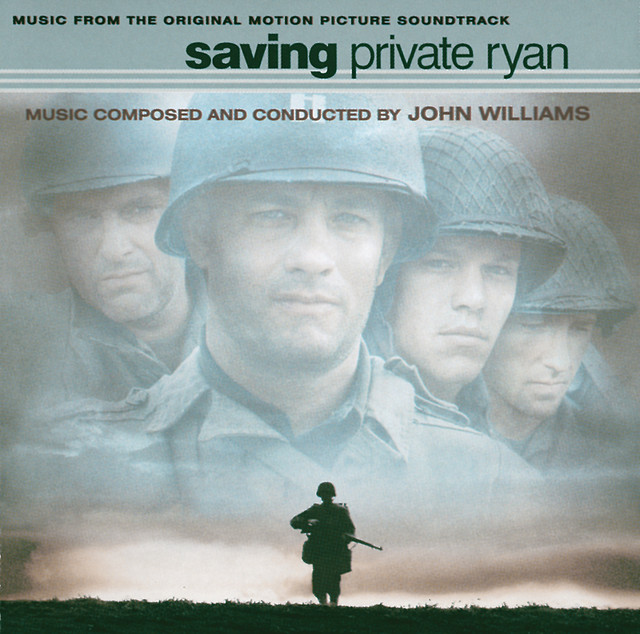 MUSIC FROM THE ORIGINAL MOTION PICTURE SOUNDTRACK
saving private ryan
MUSIC COMPOSED AND CONDUCTED BY JOHN WILLIAMS